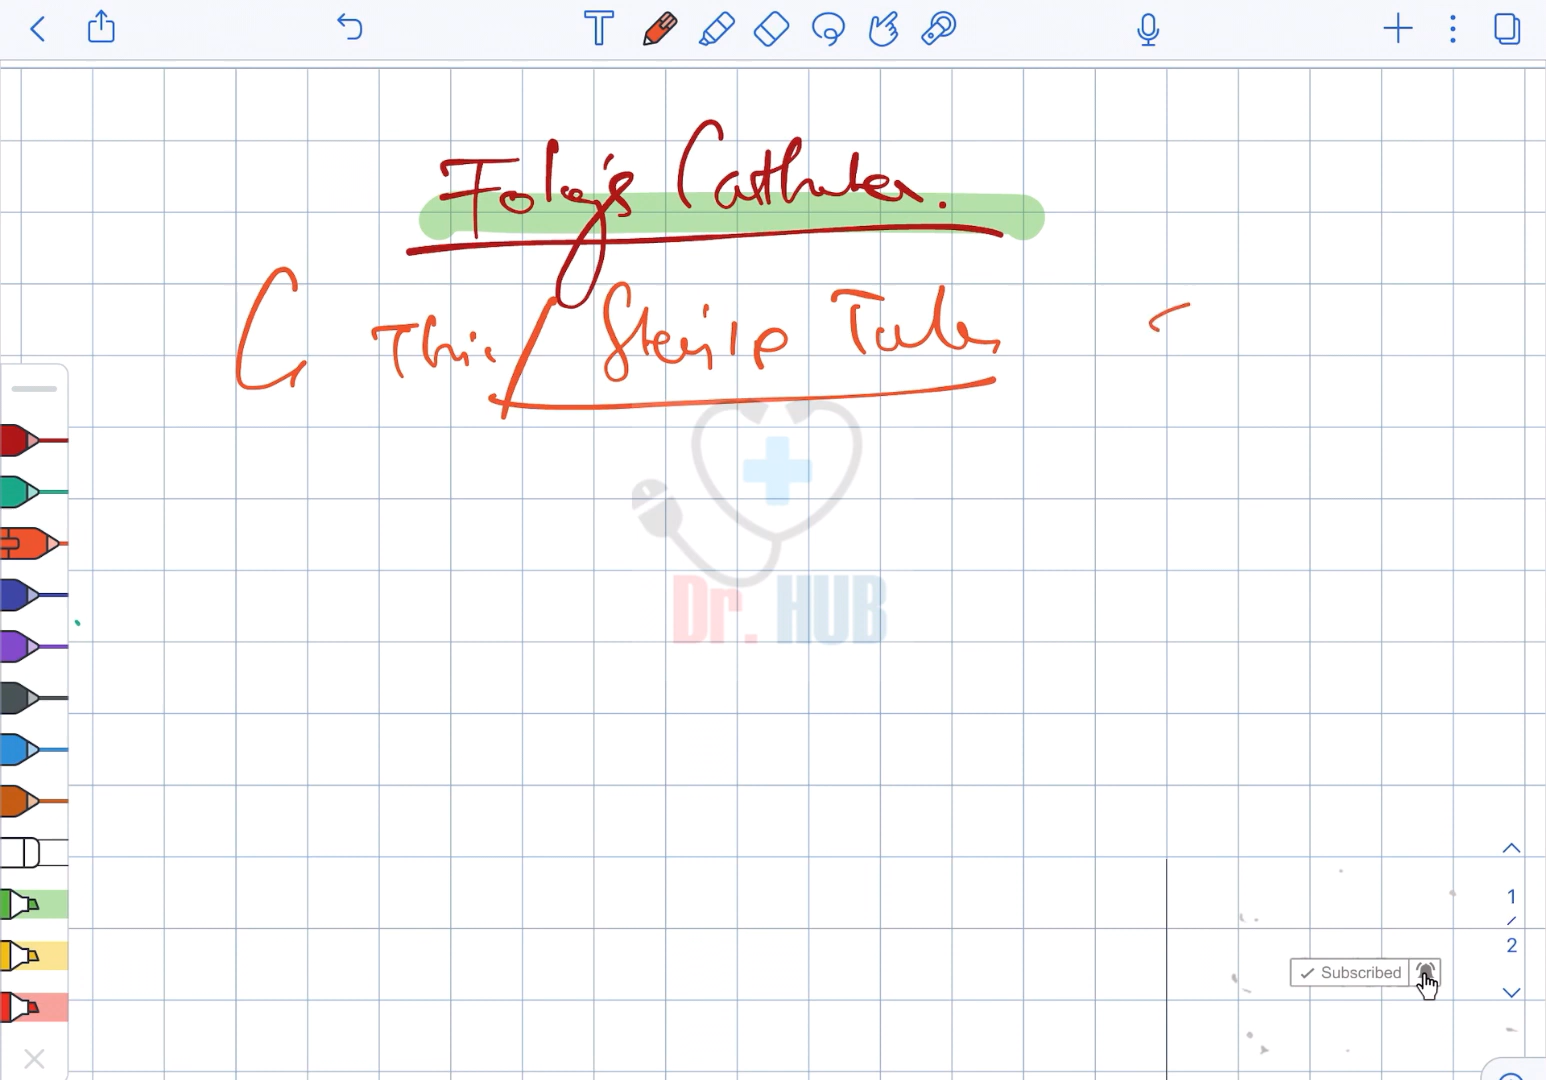 Foley's Catheter.
Thin / Sterile Tube
Dr. HUB
1
/
2
Subscribed